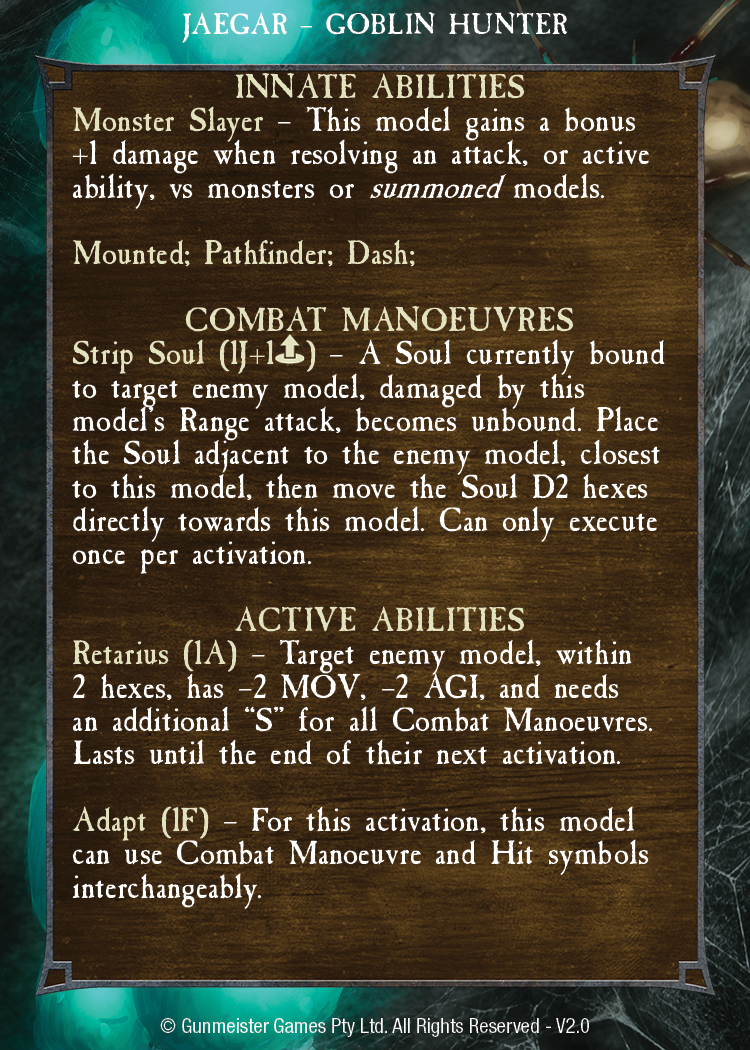 JAEGAR – GOBLIN HUNTER
INNATE ABILITIES
Monster Slayer – This model gains a bonus
+1 damage when resolving an attack, or active
ability, vs monsters or summoned models.
Mounted; Pathfinder; Dash;
COMBAT MANOEUVRES
Strip Soul (1J+1) – A Soul currently bound
to target enemy model, damaged by this
model's Range attack, becomes unbound. Place
the Soul adjacent to the enemy model, closest
to this model, then move the Soul D2 hexes
directly towards this model. Can only execute
once per activation.
ACTIVE ABILITIES
Retarius (1A) – Target enemy model, within
2 hexes, has –2 MOV, –2 AGI, and needs
an additional “S” for all Combat Manoeuvres.
Lasts until the end of their next activation.
Adapt (1F) – For this activation, this model
can use Combat Manoeuvre and Hit symbols
interchangeably.
© Gunmeister Games Pty Ltd. All Rights Reserved - V2.0